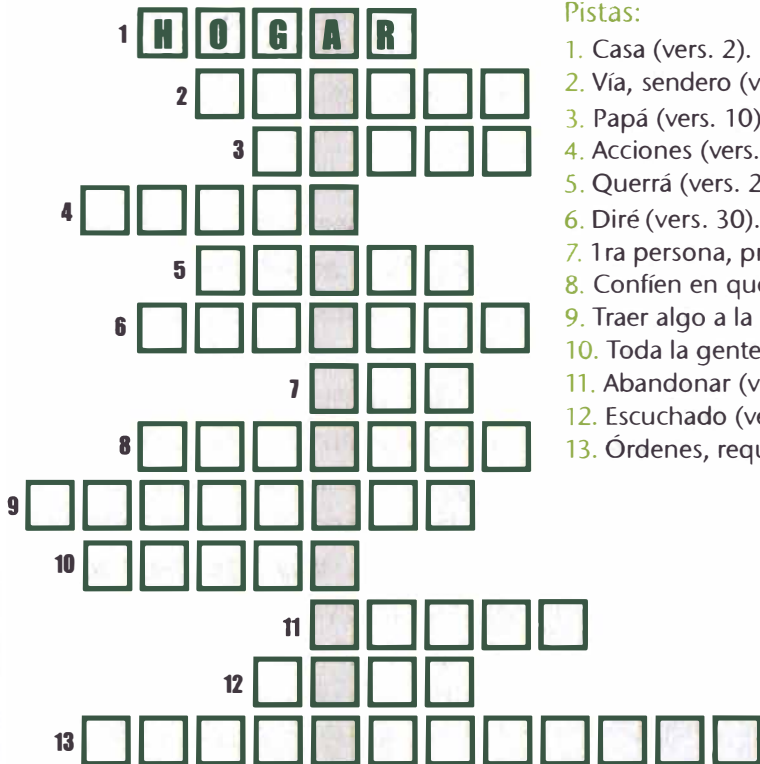 Pistas:
1 HOGAR
2
3
4
5
6
7
8
9
10
11
12
13
1. Casa (vers. 2).
2. Vía, sendero (v
3. Papá (vers. 10)
4. Acciones (vers.
5. Querrá (vers. 2
6. Diré (vers. 30).
7. 1ra persona, pr
8. Confíen en que
9. Traer algo a la
10. Toda la gente
11. Abandonar (v
12. Escuchado (ve
13. Órdenes, requ